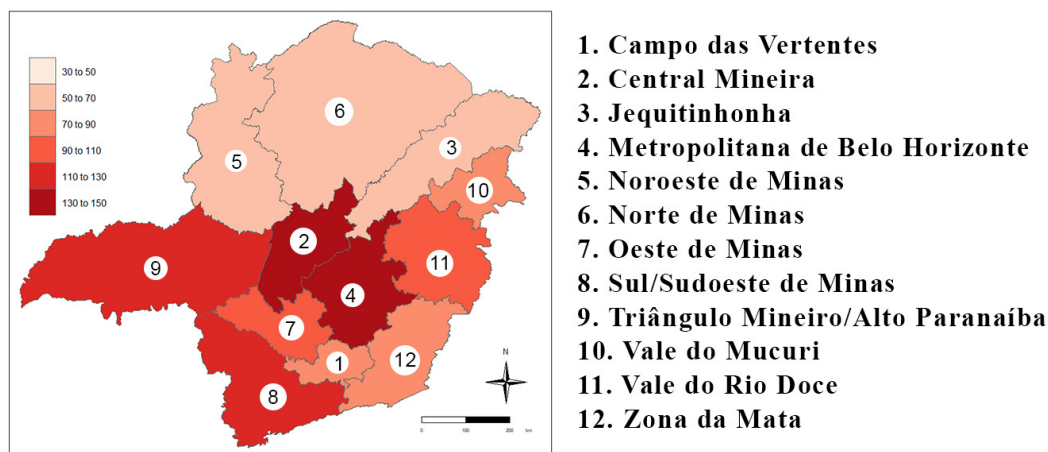 30 to 50
50 to 70
70 to 90
90 to 110
110 to 130
130 to 150
6
3
5
10
2
9
11
4
7
1
12
8
N
0 100 200 km
1. Campo das Vertentes
2. Central Mineira
3. Jequitinhonha
4. Metropolitana de Belo Horizonte
5. Noroeste de Minas
6. Norte de Minas
7. Oeste de Minas
8. Sul/Sudoeste de Minas
9. Triângulo Mineiro/Alto Paranaíba
10. Vale do Mucuri
11. Vale do Rio Doce
12. Zona da Mata